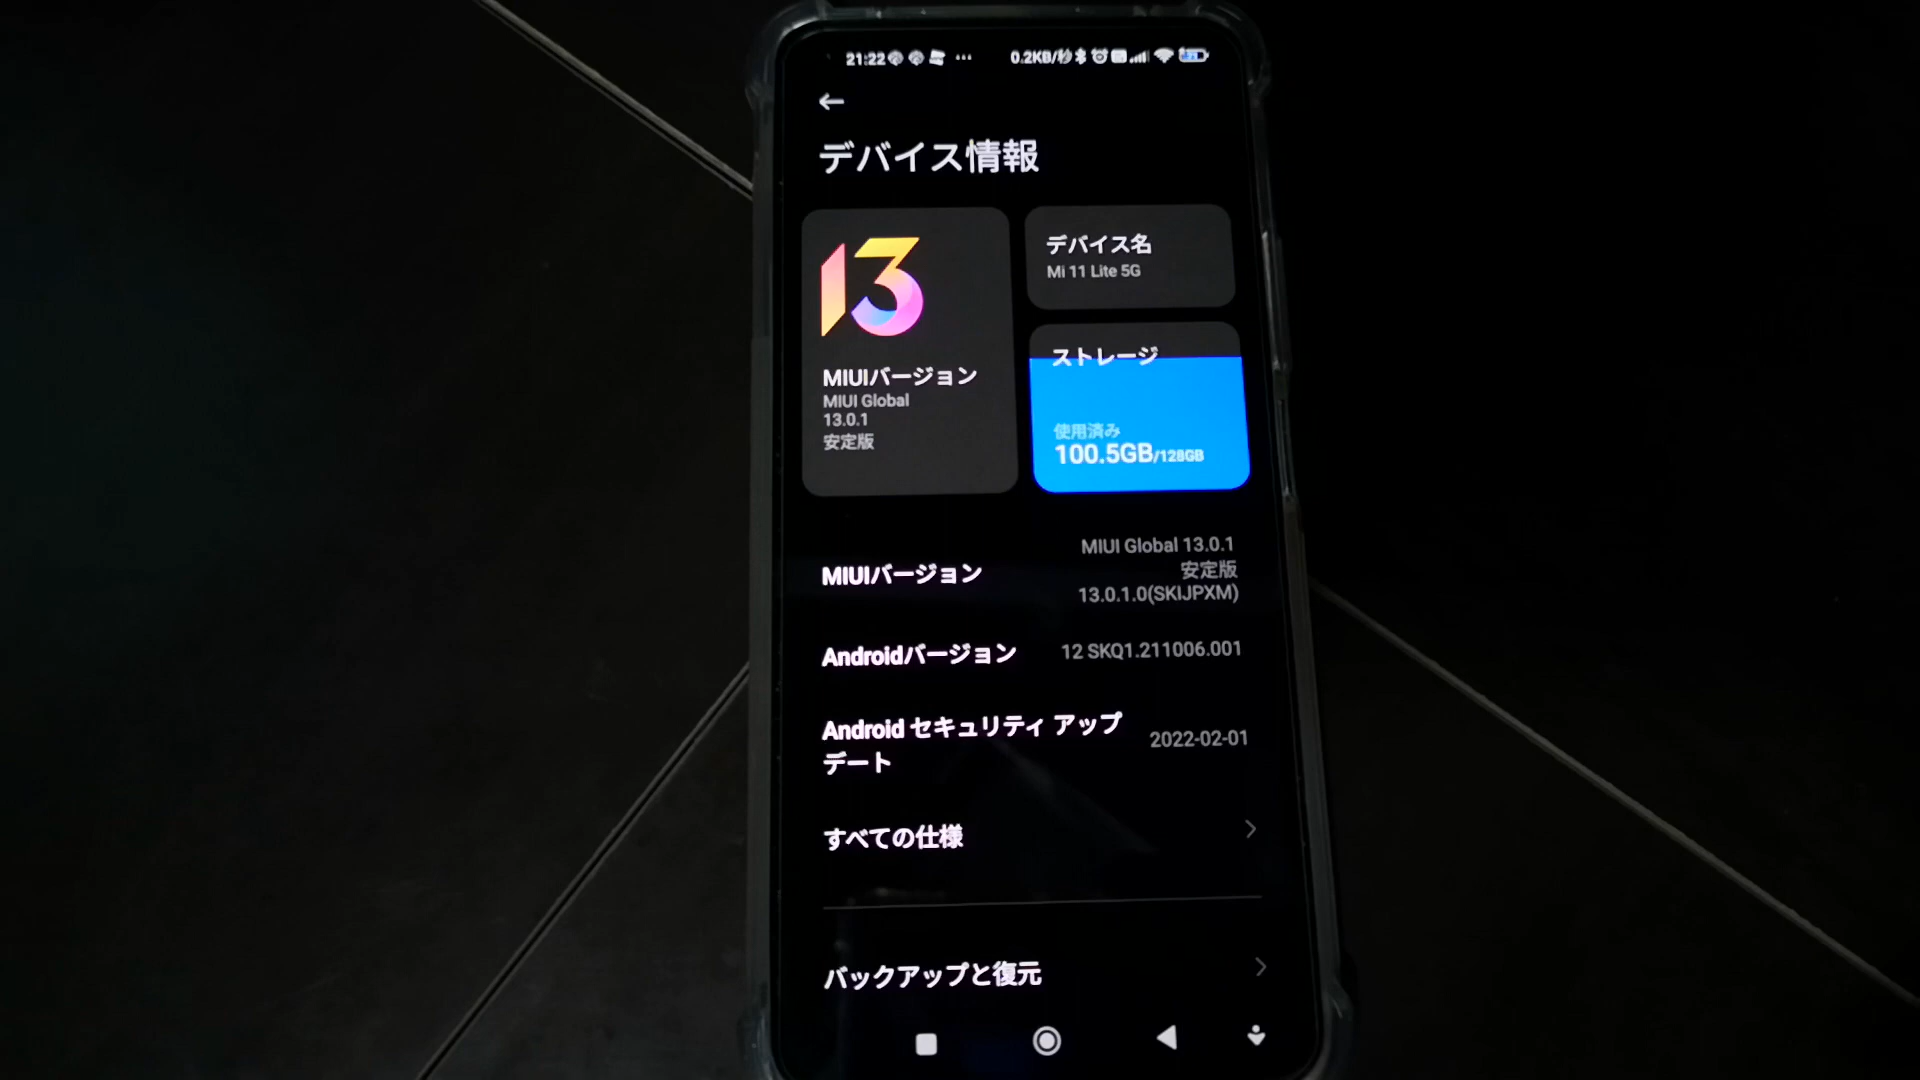 21:22
0.2KB/秒
デバイス情報
13
MIUIバージョン
MIUI Global
13.0.1
安定版
デバイス名
Mi 11 Lite 5G
ストレージ
使用済み
100.5GB/128GB
MIUIバージョン
MIUI Global 13.0.1
安定版
13.0.1.0(SKIJPXM)
Androidバージョン
12 SKQ1.211006.001
Android セキュリティ アップ
デート
2022-02-01
すべての仕様
バックアップと復元